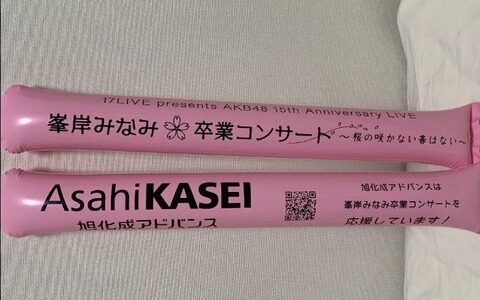 17LIVE presents AKB48 15th Anniversary LIVE
峯岸みなみ 卒業コンサート ～桜の咲かない春はない～
AsahiKASEI
旭化成アドバンス
旭化成アドバンスは
峯岸みなみ卒業コンサートを
応援しています！